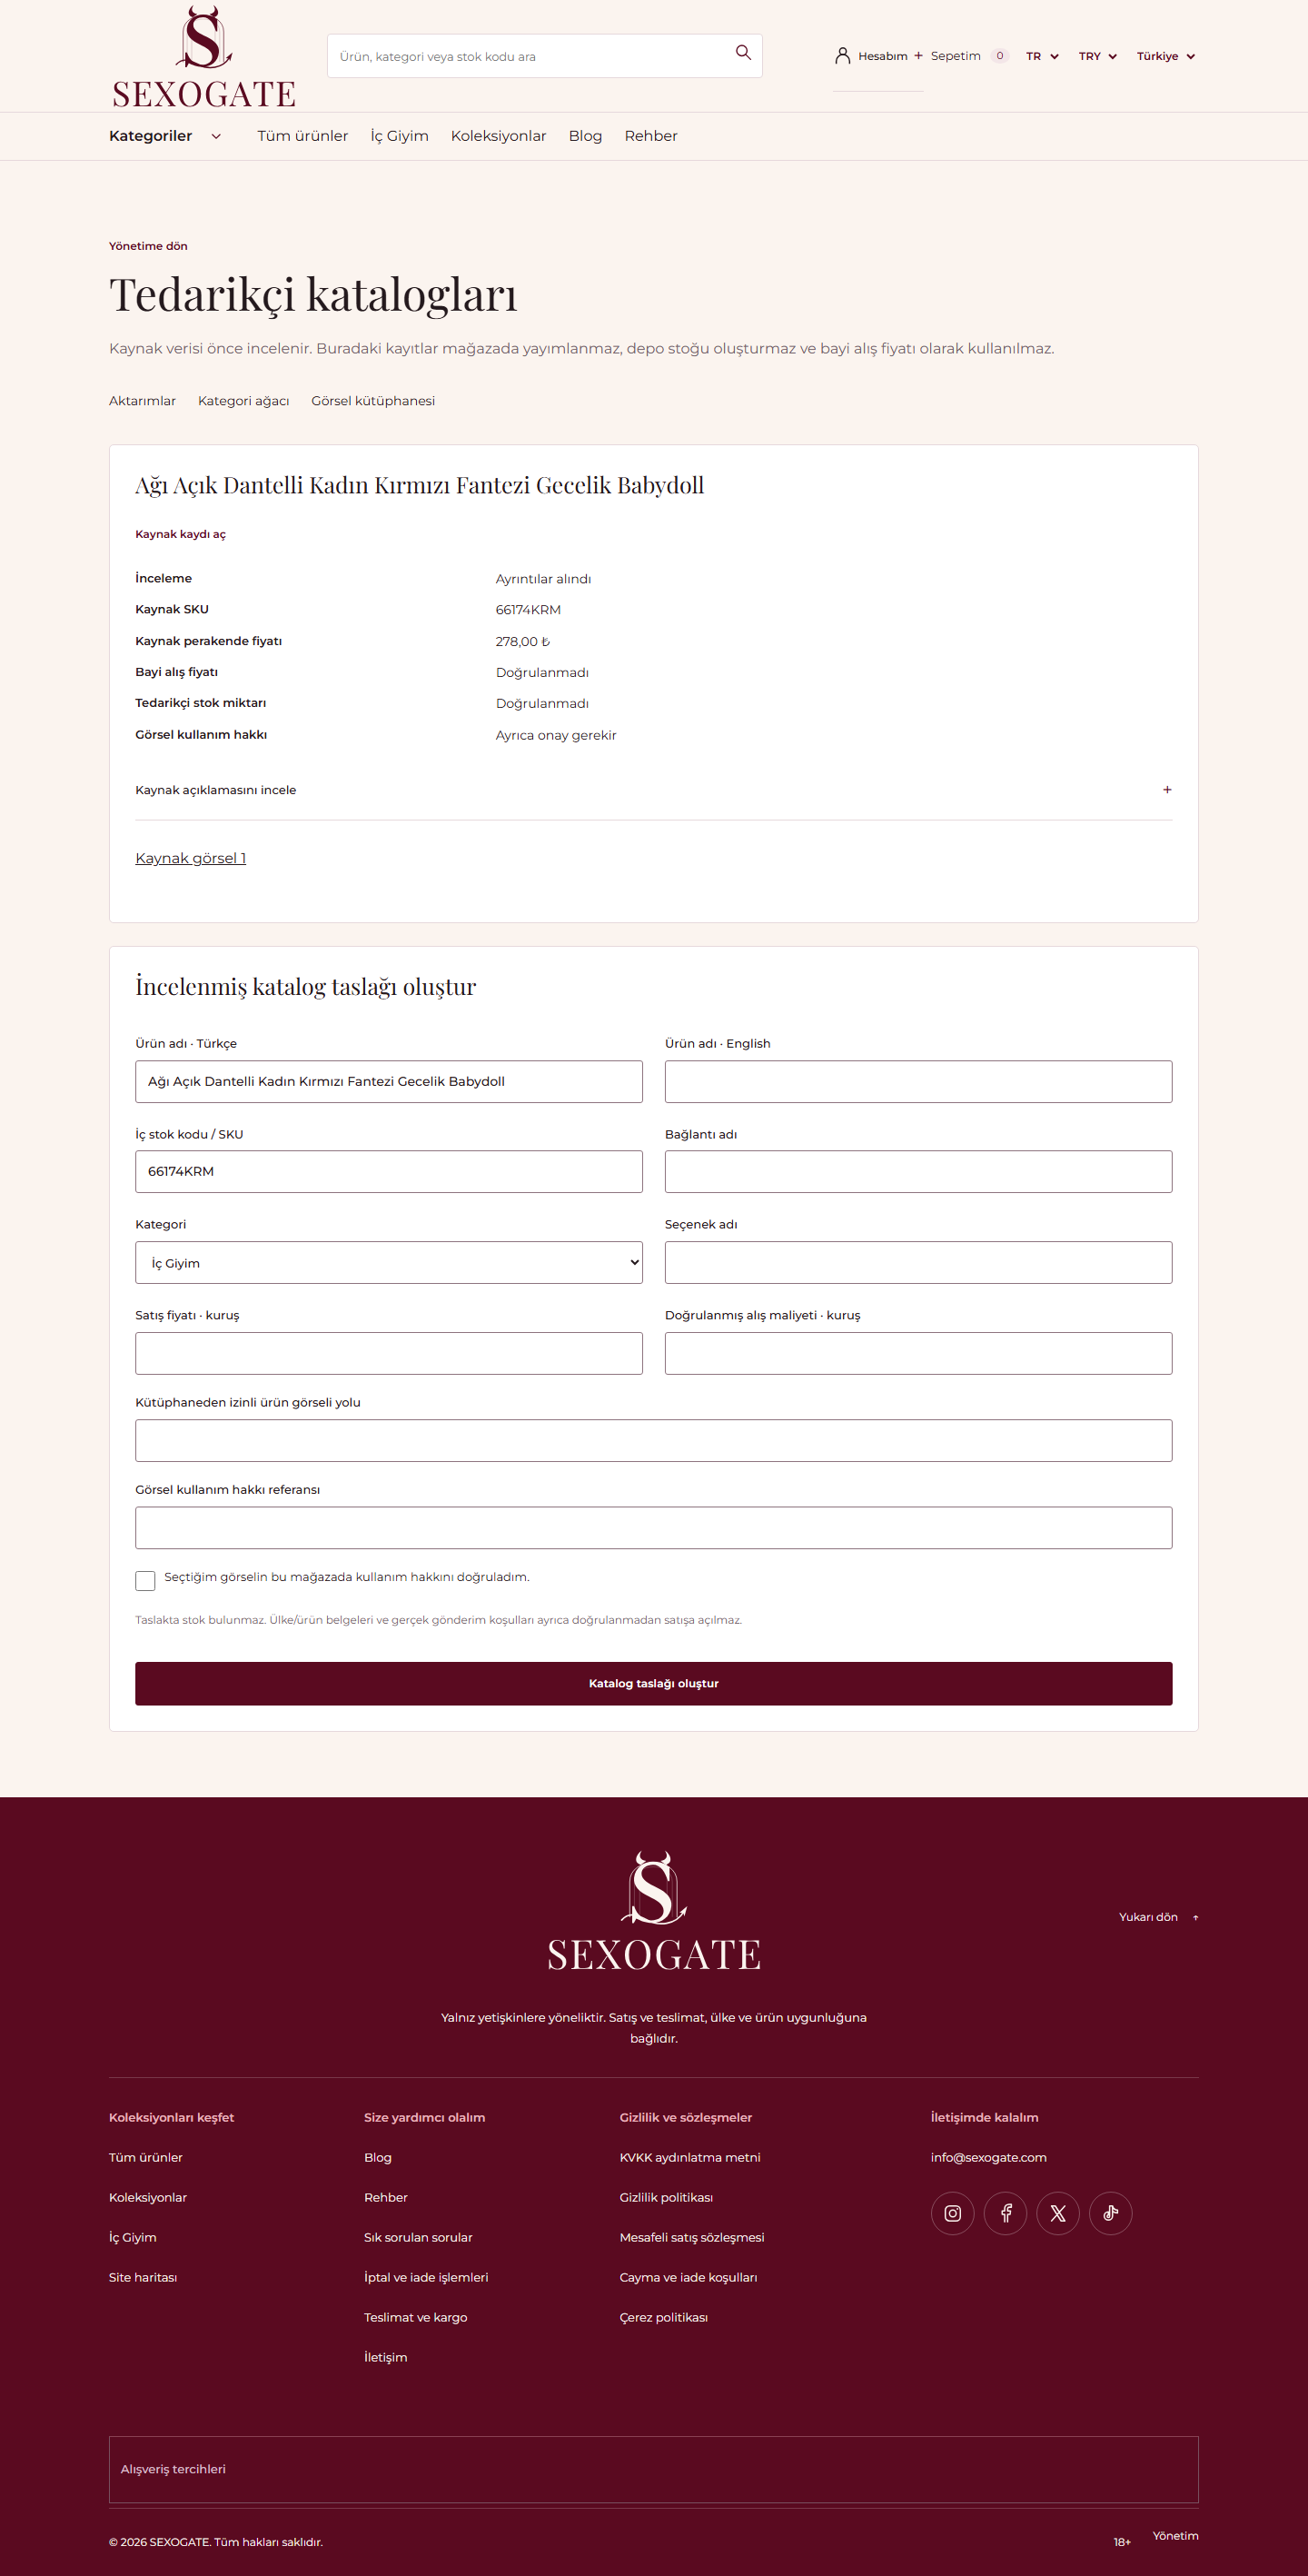 SEXOGATE
Ürün, kategori veya stok kodu ara
Hesabım + Sepetim 0 TR TRY Türkiye
Kategoriler Tüm ürünler İç Giyim Koleksiyonlar Blog Rehber
Yönetime dön
Tedarikçi katalogları
Kaynak verisi önce incelenir. Buradaki kayıtlar mağazada yayımlanmaz, depo stoğu oluşturmaz ve bayi alış fiyatı olarak kullanılmaz.
Aktarımlar Kategori ağacı Görsel kütüphanesi
Ağı Açık Dantelli Kadın Kırmızı Fantezi Gecelik Babydoll
Kaynak kaydı aç
İnceleme Ayrıntılar alındı
Kaynak SKU 66174KRM
Kaynak perakende fiyatı 278,00 ₺
Bayi alış fiyatı Doğrulanmadı
Tedarikçi stok miktarı Doğrulanmadı
Görsel kullanım hakkı Ayrıca onay gerekir
Kaynak açıklamasını incele +
Kaynak görsel 1
İncelenmiş katalog taslağı oluştur
Ürün adı · Türkçe Ürün adı · English
Ağı Açık Dantelli Kadın Kırmızı Fantezi Gecelik Babydoll
İç stok kodu / SKU Bağlantı adı
66174KRM
Kategori Seçenek adı
İç Giyim
Satış fiyatı · kuruş Doğrulanmış alış maliyeti · kuruş
Kütüphaneden izinli ürün görseli yolu
Görsel kullanım hakkı referansı
Seçtiğim görselin bu mağazada kullanım hakkını doğruladım.
Taslakta stok bulunmaz. Ülke/ürün belgeleri ve gerçek gönderim koşulları ayrıca doğrulanmadan satışa açılmaz.
Katalog taslağı oluştur
SEXOGATE
Yukarı dön ↑
Yalnız yetişkinlere yöneliktir. Satış ve teslimat, ülke ve ürün uygunluğuna
bağlıdır.
Koleksiyonları keşfet Size yardımcı olalım Gizlilik ve sözleşmeler İletişimde kalalım
Tüm ürünler Blog KVKK aydınlatma metni info@sexogate.com
Koleksiyonlar Rehber Gizlilik politikası
İç Giyim Sık sorulan sorular Mesafeli satış sözleşmesi
Site haritası İptal ve iade işlemleri Cayma ve iade koşulları
Teslimat ve kargo Çerez politikası
İletişim
Alışveriş tercihleri
© 2026 SEXOGATE. Tüm hakları saklıdır. 18+ Yönetim